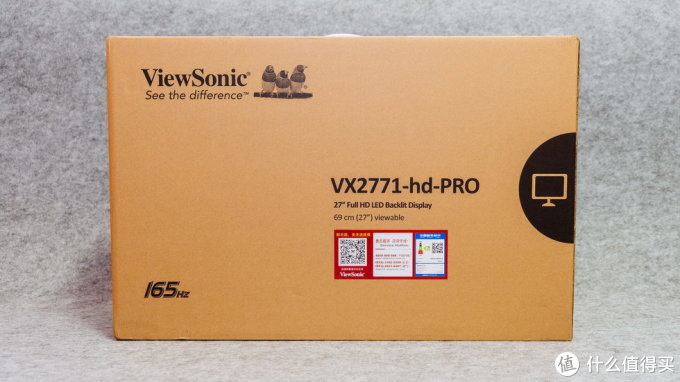 ViewSonic®
See the difference™
VX2771-hd-PRO
27" Full HD LED Backlit Display
69 cm (27") viewable
ViewSonic
165Hz
值 什么值得买